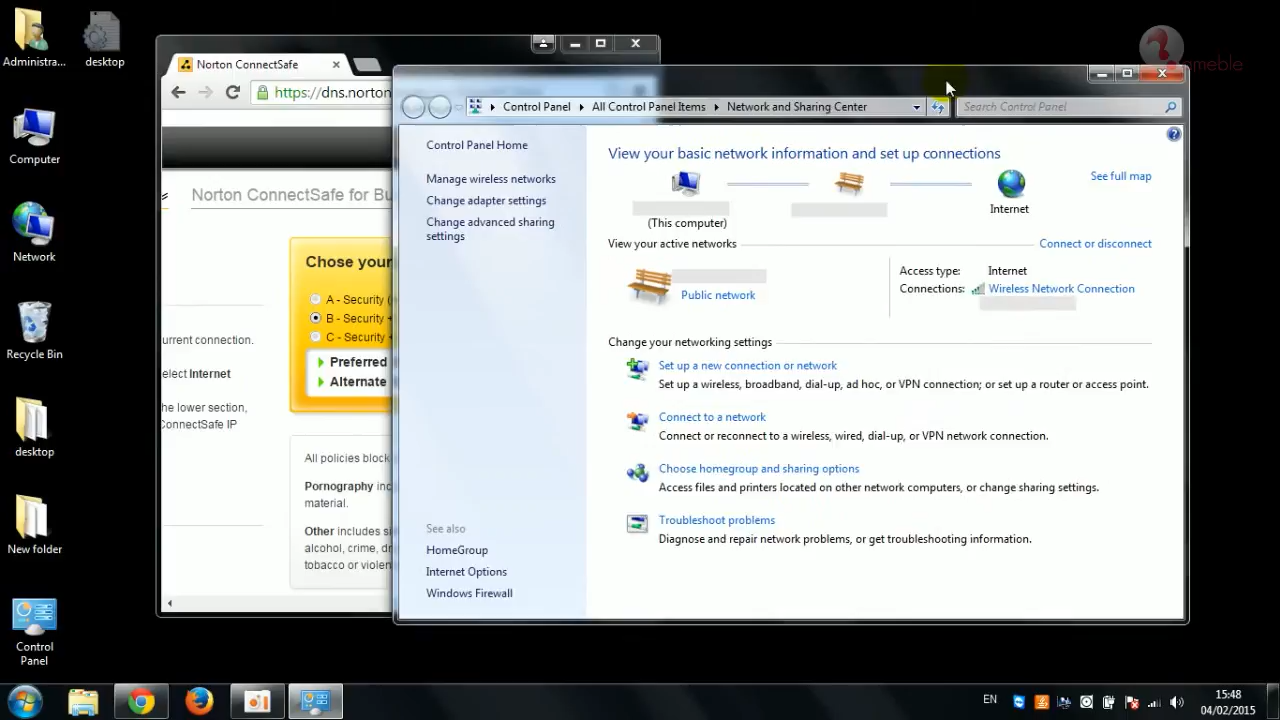 Administra...
desktop
Computer
Network
Recycle Bin
desktop
New folder
Control
Panel
Norton ConnectSafe
https://dns.norton
Norton ConnectSafe for Bu
Chose your
A - Security (
B - Security +
C - Security +
Preferred
Alternate
urrent connection.
elect Internet
he lower section,
ConnectSafe IP
All policies block
Pornography inc
material.
Other includes si
alcohol, crime, dr
tobacco or violen
ameble
Control Panel
All Control Panel Items
Network and Sharing Center
Search Control Panel
Control Panel Home
Manage wireless networks
Change adapter settings
Change advanced sharing
settings
See also
HomeGroup
Internet Options
Windows Firewall
View your basic network information and set up connections
See full map
(This computer)
Internet
View your active networks
Connect or disconnect
Public network
Access type:
Internet
Connections:
Wireless Network Connection
Change your networking settings
Set up a new connection or network
Set up a wireless, broadband, dial-up, ad hoc, or VPN connection; or set up a router or access point.
Connect to a network
Connect or reconnect to a wireless, wired, dial-up, or VPN network connection.
Choose homegroup and sharing options
Access files and printers located on other network computers, or change sharing settings.
Troubleshoot problems
Diagnose and repair network problems, or get troubleshooting information.
EN
15:48
04/02/2015